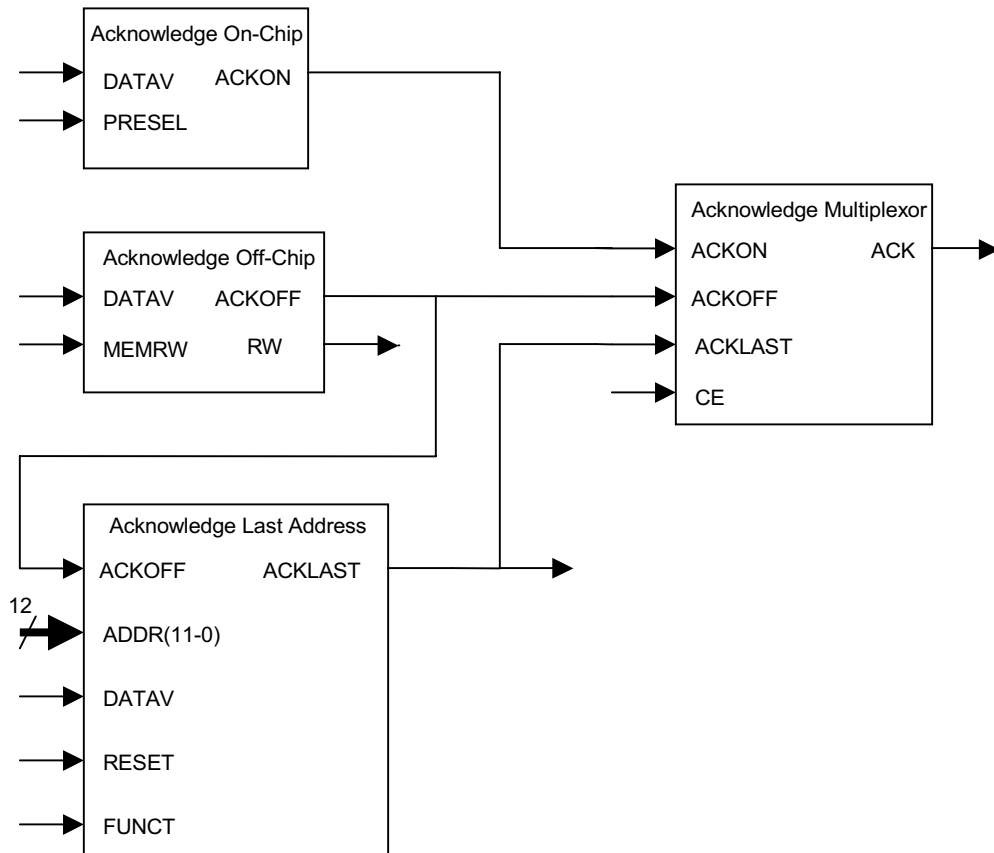 Acknowledge On-Chip
DATAV ACKON
PRESEL
Acknowledge Multiplexor
ACKON ACK
ACKOFF
ACKLAST
CE
Acknowledge Off-Chip
DATAV ACKOFF
MEMRW RW
Acknowledge Last Address
ACKOFF ACKLAST
12
ADDR(11-0)
DATAV
RESET
FUNCT